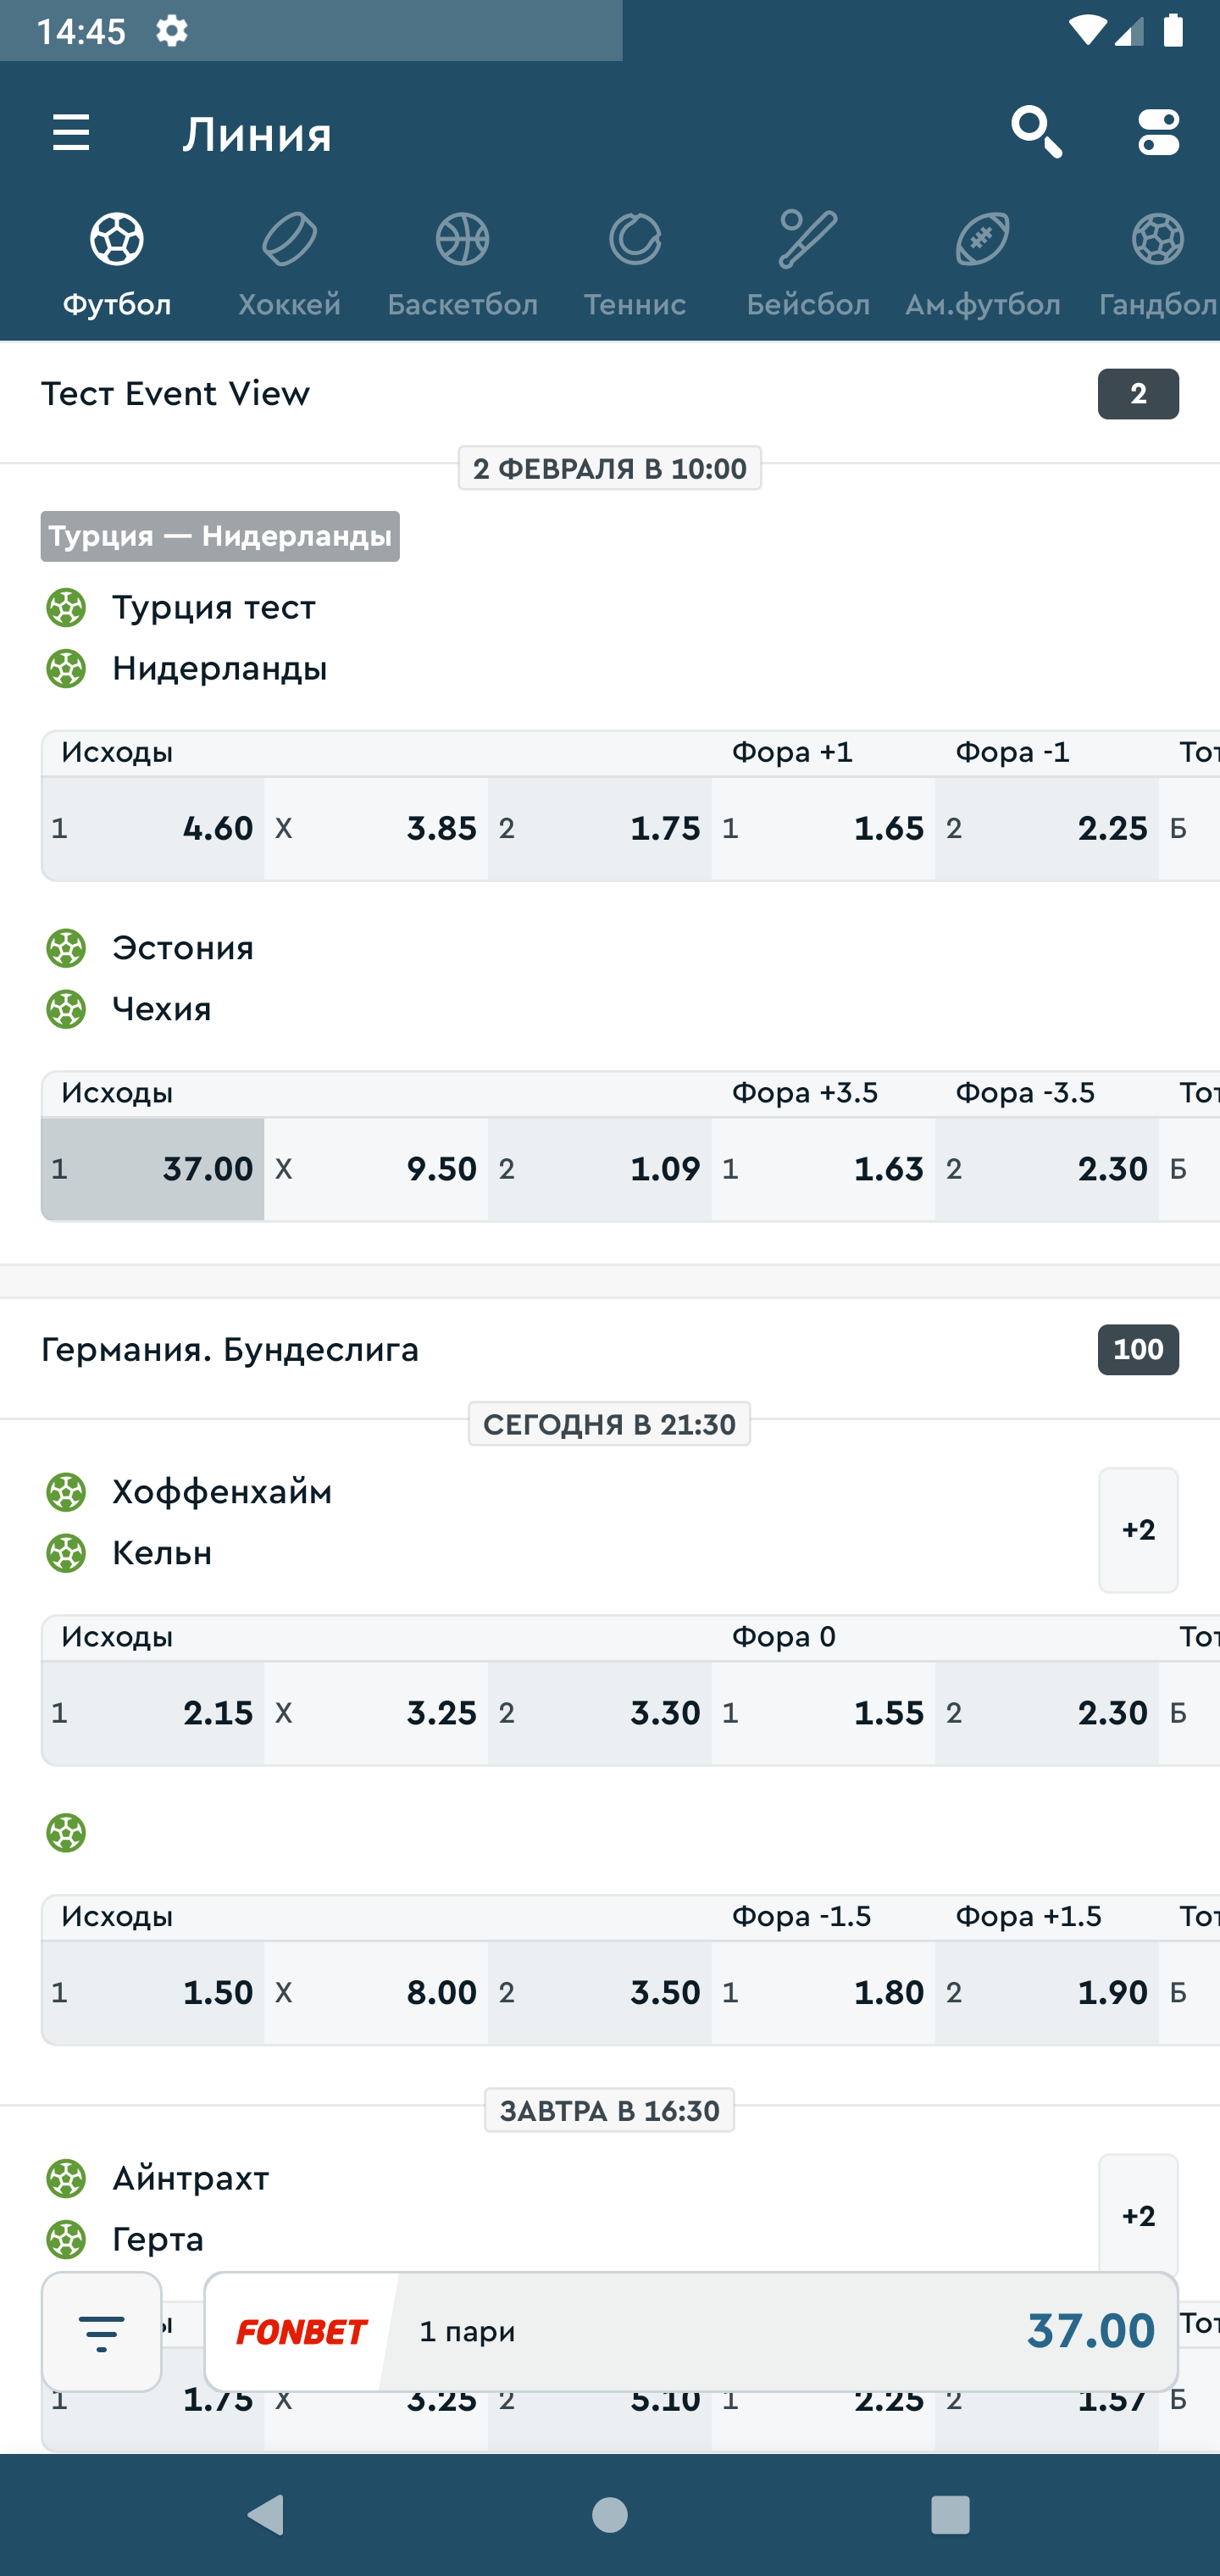 14:45
Линия
Футбол Хоккей Баскетбол Теннис Бейсбол Ам.футбол Гандбол
Тест Event View 2
2 ФЕВРАЛЯ В 10:00
Турция — Нидерланды
Турция тест
Нидерланды
Исходы Фора +1 Фора -1 Тот
1 4.60 X 3.85 2 1.75 1 1.65 2 2.25 Б
Эстония
Чехия
Исходы Фора +3.5 Фора -3.5 Тот
1 37.00 X 9.50 2 1.09 1 1.63 2 2.30 Б
Германия. Бундеслига 100
СЕГОДНЯ В 21:30
Хоффенхайм
Кельн
+2
Исходы Фора 0 Тот
1 2.15 X 3.25 2 3.30 1 1.55 2 2.30 Б
Исходы Фора -1.5 Фора +1.5 Тот
1 1.50 X 8.00 2 3.50 1 1.80 2 1.90 Б
ЗАВТРА В 16:30
Айнтрахт
Герта
+2
ы FONBET 1 пари 37.00 Тот
1 1.75 X 3.25 2 5.10 1 2.25 2 1.57 Б